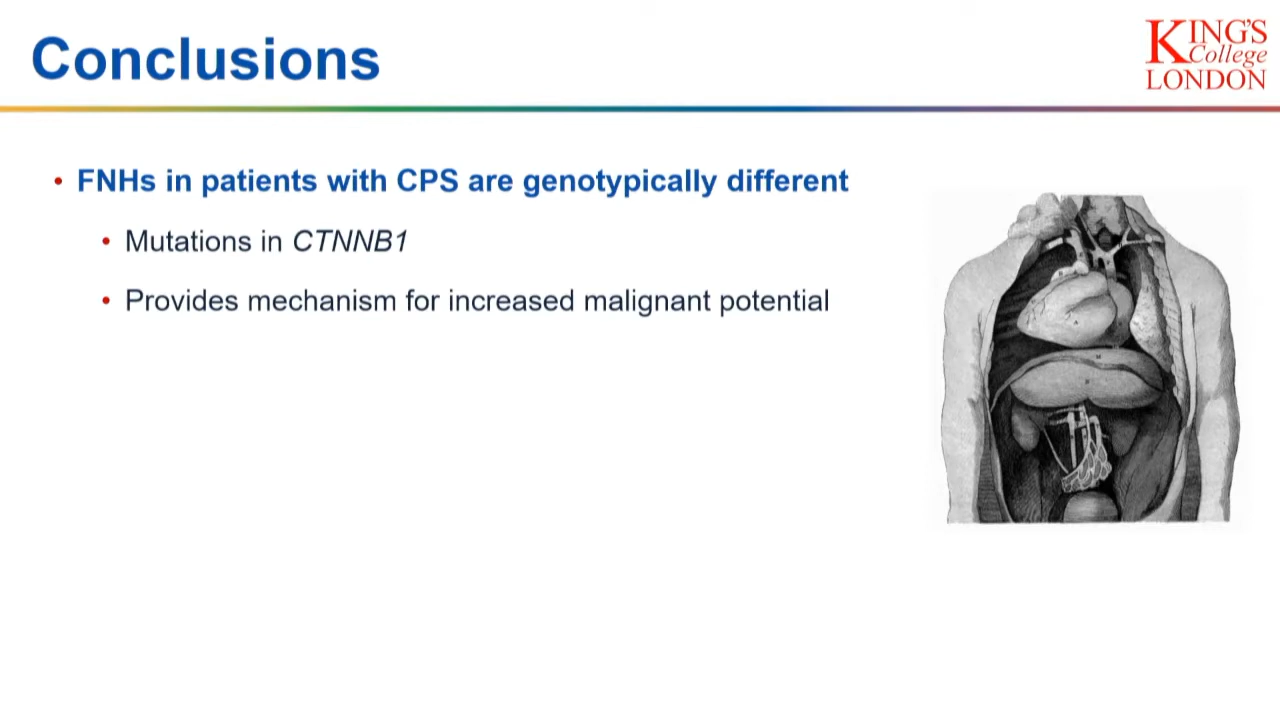 Conclusions
KING'S
College
LONDON
• FNHs in patients with CPS are genotypically different
• Mutations in CTNNB1
• Provides mechanism for increased malignant potential